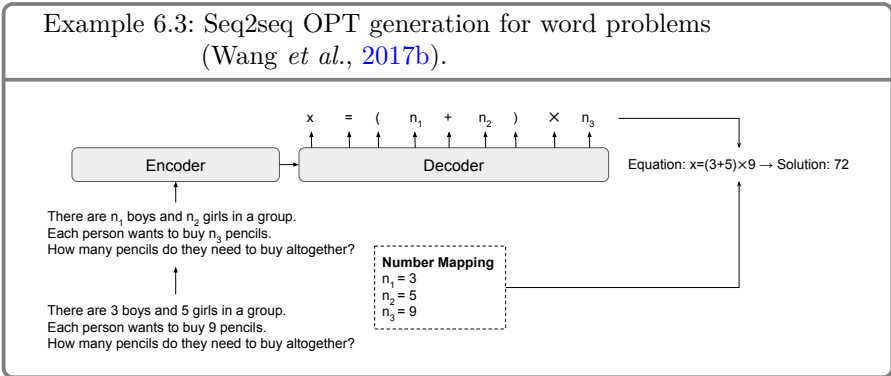 Example 6.3: Seq2seq OPT generation for word problems
(Wang et al., 2017b).
x = ( n₁ + n₂ ) × n₃
Encoder
Decoder
Equation: x=(3+5)×9 → Solution: 72
There are n₁ boys and n₂ girls in a group.
Each person wants to buy n₃ pencils.
How many pencils do they need to buy altogether?
Number Mapping
n₁ = 3
n₂ = 5
n₃ = 9
There are 3 boys and 5 girls in a group.
Each person wants to buy 9 pencils.
How many pencils do they need to buy altogether?